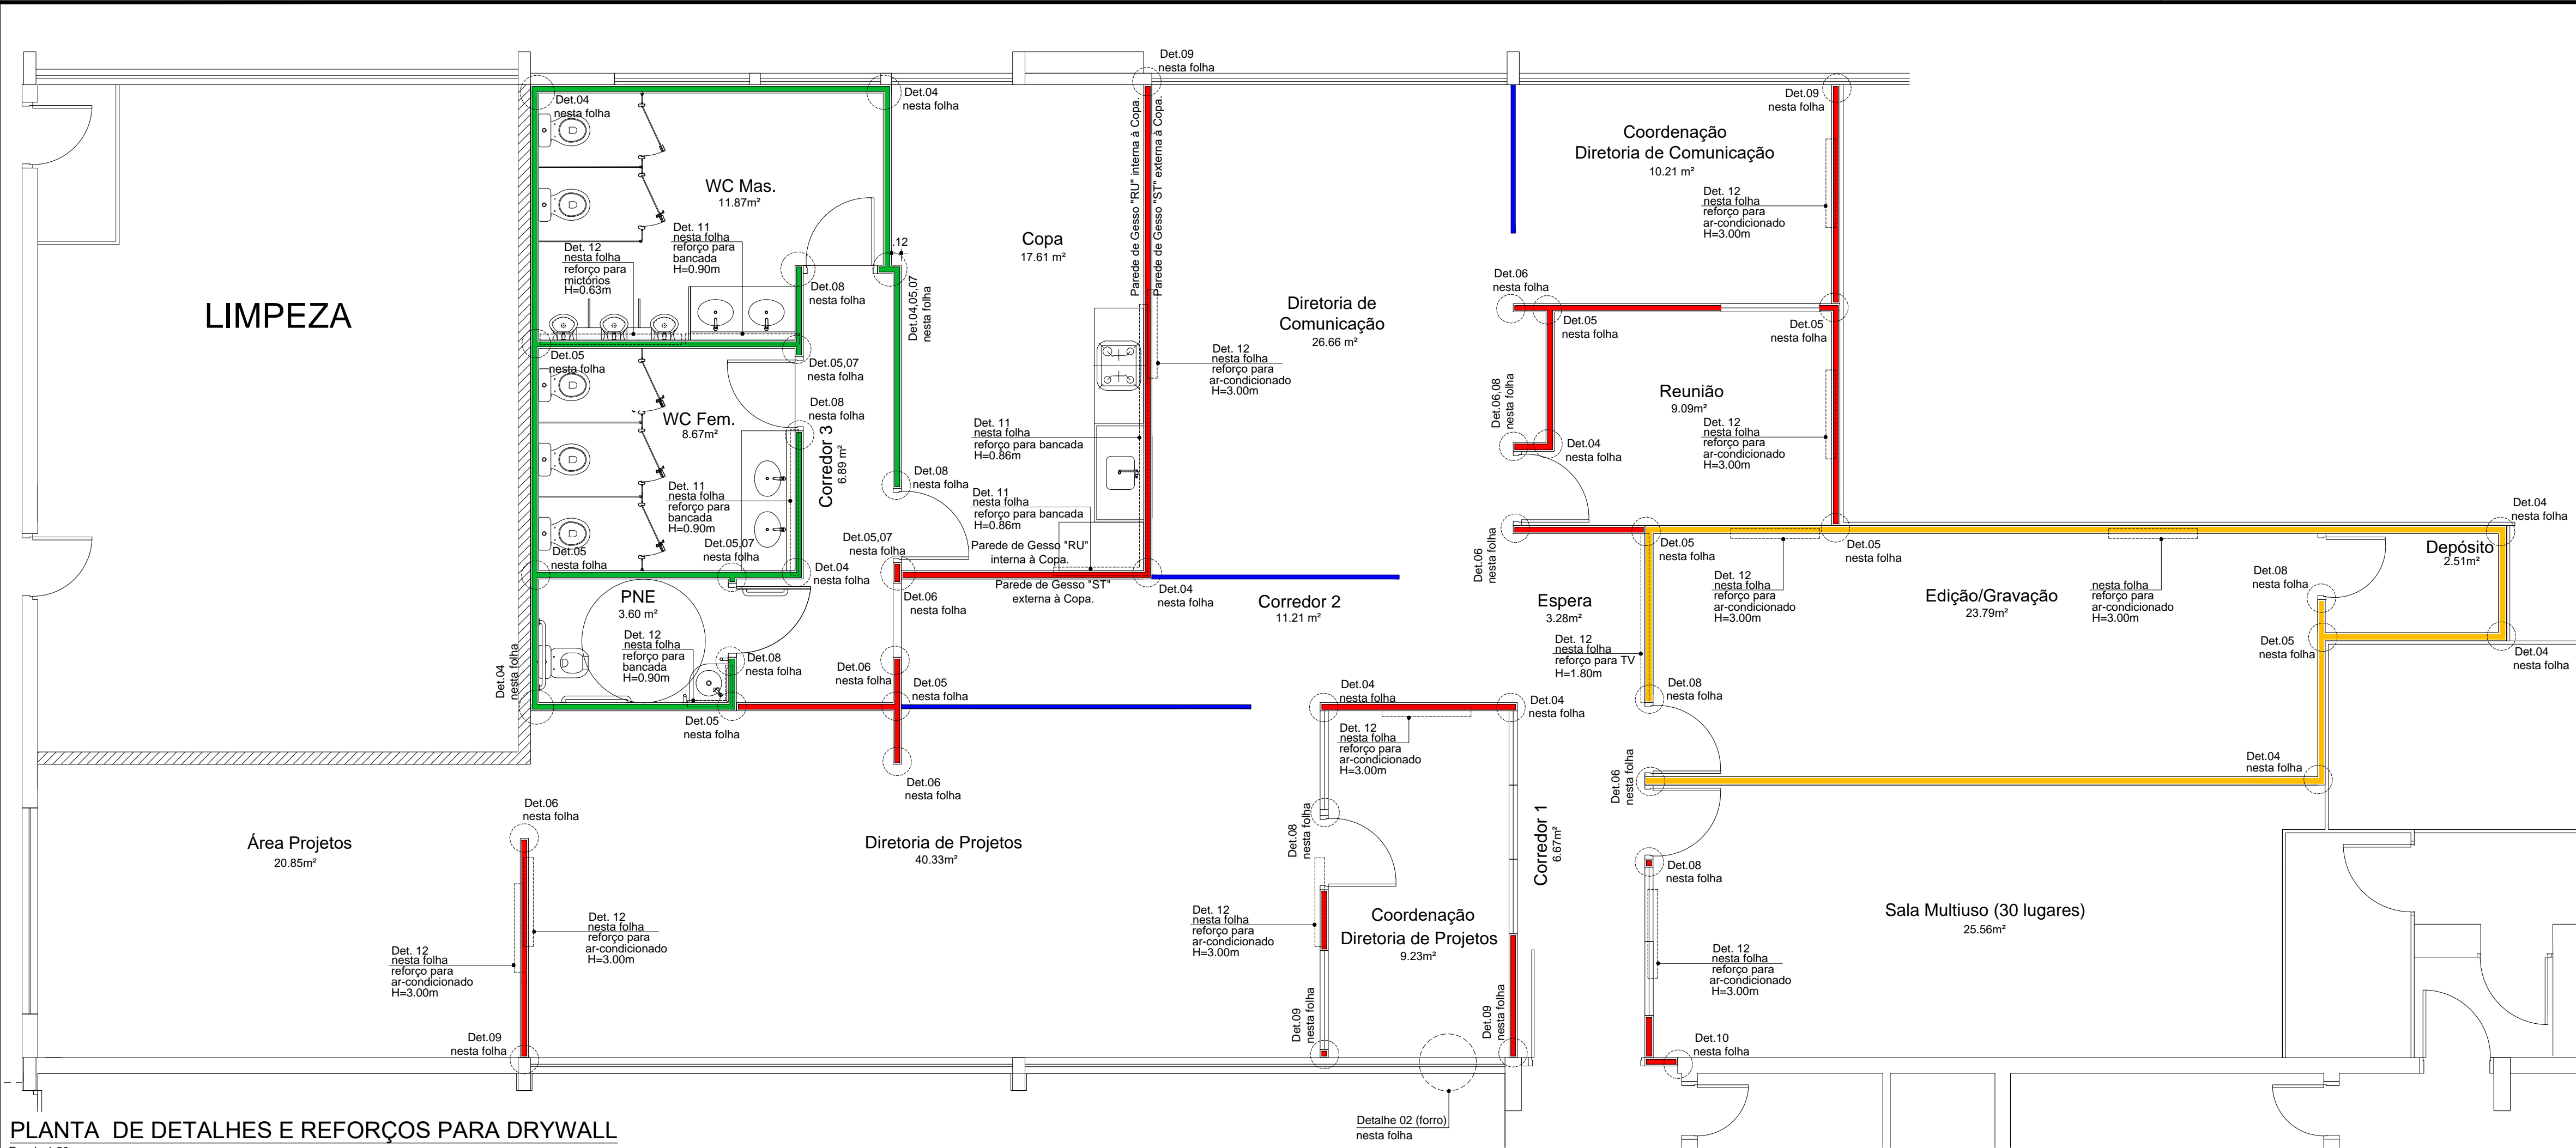 Det.09
nesta folha
Det.04
nesta folha
Det.04
nesta folha
Parede de Gesso "RU" interna à Copa.
Parede de Gesso "ST" externa à Copa.
Det.09
nesta folha
Coordenação
Diretoria de Comunicação
10.21 m²
Det. 12
nesta folha
reforço para
ar-condicionado
H=3.00m
WC Mas.
11.87m²
Det. 11
nesta folha
reforço para
bancada
H=0.90m
Det. 12
nesta folha
reforço para
mictórios
H=0.63m
.12
Copa
17.61 m²
Det.08
nesta folha
Det.04,05,07
nesta folha
LIMPEZA
Diretoria de
Comunicação
26.66 m²
Det.06
nesta folha
Det.05
nesta folha
Det.05
nesta folha
Det.05
nesta folha
Det.05,07
nesta folha
Det. 12
nesta folha
reforço para
ar-condicionado
H=3.00m
Det.06,08
nesta folha
Reunião
9.09m²
Det. 12
nesta folha
reforço para
ar-condicionado
H=3.00m
WC Fem.
8.67m²
Det.08
nesta folha
Corredor 3
6.89 m²
Det. 11
nesta folha
reforço para bancada
H=0.86m
Det.04
nesta folha
Det.08
nesta folha
Det. 11
nesta folha
reforço para
bancada
H=0.90m
Det. 11
nesta folha
reforço para bancada
H=0.86m
Det.05
nesta folha
Det.05,07
nesta folha
Det.05,07
nesta folha
Parede de Gesso "RU"
interna à Copa.
Det.06
nesta folha
Det.05
nesta folha
Det.05
nesta folha
Det.04
nesta folha
Depósito
2.51m²
Det.04
nesta folha
Parede de Gesso "ST"
externa à Copa.
Det.04
nesta folha
Det.06
nesta folha
PNE
3.60 m²
Det. 12
nesta folha
reforço para
bancada
H=0.90m
Corredor 2
11.21 m²
Espera
3.28m²
Det. 12
nesta folha
reforço para
ar-condicionado
H=3.00m
Edição/Gravação
23.79m²
nesta folha
reforço para
ar-condicionado
H=3.00m
Det.08
nesta folha
Det.04
nesta folha
Det.08
nesta folha
Det.06
nesta folha
Det.05
nesta folha
Det. 12
nesta folha
reforço para TV
H=1.80m
Det.05
nesta folha
Det.04
nesta folha
Det.05
nesta folha
Det.04
nesta folha
Det.04
nesta folha
Det.08
nesta folha
Det. 12
nesta folha
reforço para
ar-condicionado
H=3.00m
Det.06
nesta folha
Det.04
nesta folha
Det.06
nesta folha
Det.06
nesta folha
Área Projetos
20.85m²
Diretoria de Projetos
40.33m²
Det.08
nesta folha
Corredor 1
6.67m²
Det.08
nesta folha
Det. 12
nesta folha
reforço para
ar-condicionado
H=3.00m
Det. 12
nesta folha
reforço para
ar-condicionado
H=3.00m
Det. 12
nesta folha
reforço para
ar-condicionado
H=3.00m
Coordenação
Diretoria de Projetos
9.23m²
Sala Multiuso (30 lugares)
25.56m²
Det. 12
nesta folha
reforço para
ar-condicionado
H=3.00m
Det.09
nesta folha
Det.09
nesta folha
Det.09
nesta folha
Det.10
nesta folha
Detalhe 02 (forro)
nesta folha
PLANTA DE DETALHES E REFORÇOS PARA DRYWALL